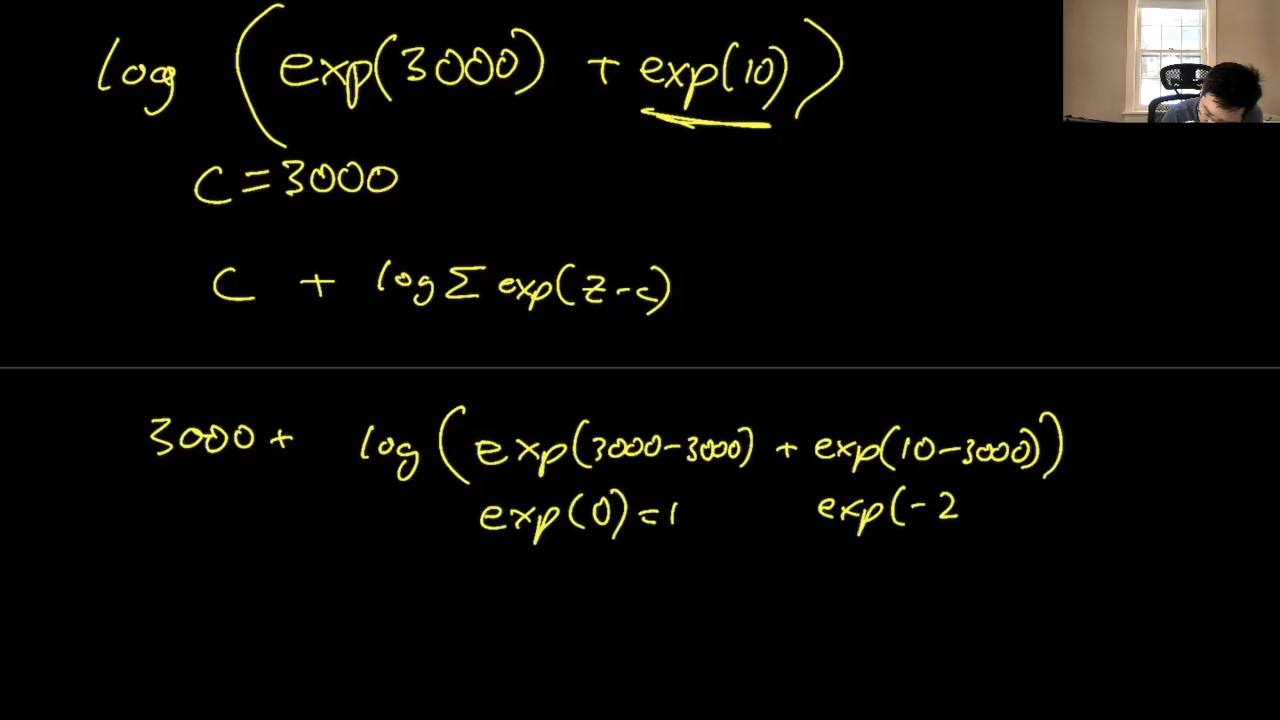 log (exp(3000) + exp(10))
C = 3000
C + log Σ exp(z-c)
3000 + log (exp(3000-3000) + exp(10-3000))
exp(0) = 1 exp(-2